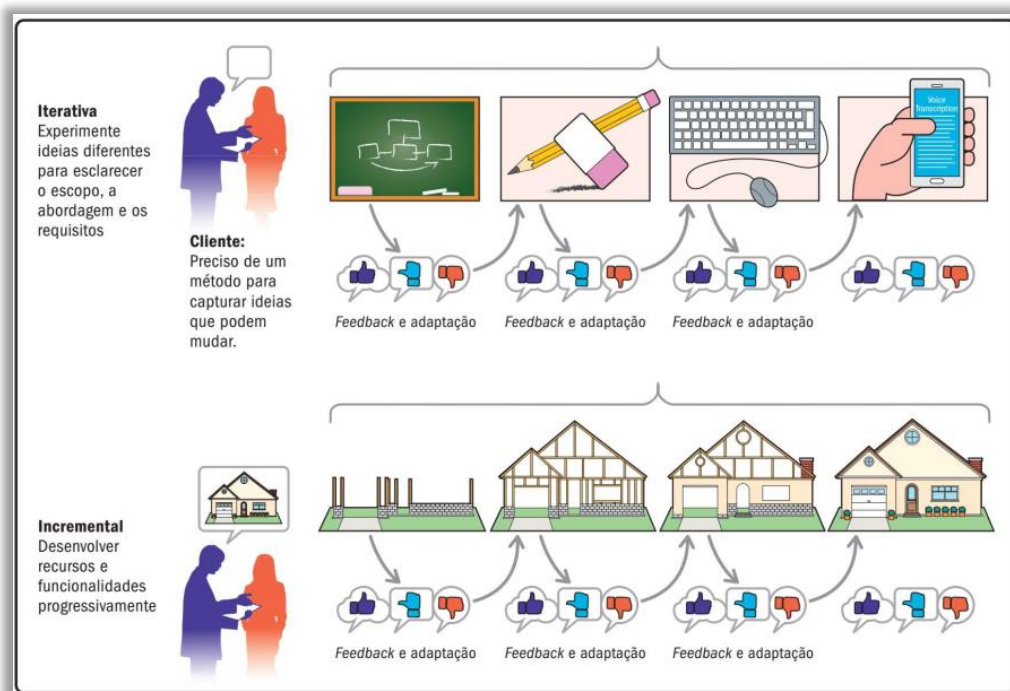 Iterativa
Experimente
ideias diferentes
para esclarecer
o escopo, a
abordagem e os
requisitos
Cliente:
Preciso de um
método para
capturar ideias
que podem
mudar.
Voice
Transcription
Feedback e adaptação
Feedback e adaptação
Feedback e adaptação
Incremental
Desenvolver
recursos e
funcionalidades
progressivamente
Feedback e adaptação
Feedback e adaptação
Feedback e adaptação